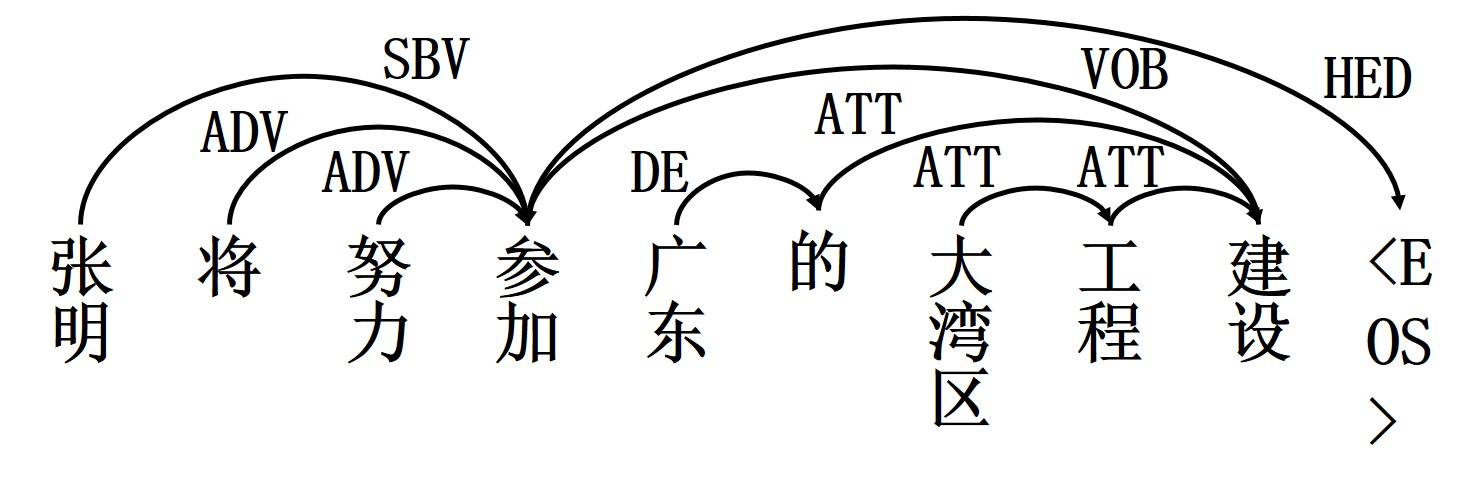 SBV
VOB
HED
ATT
ADV
ADV
DE
ATT
ATT
张明
将
努力
参加
广东
的
大湾区
工程
建设
<EOS>